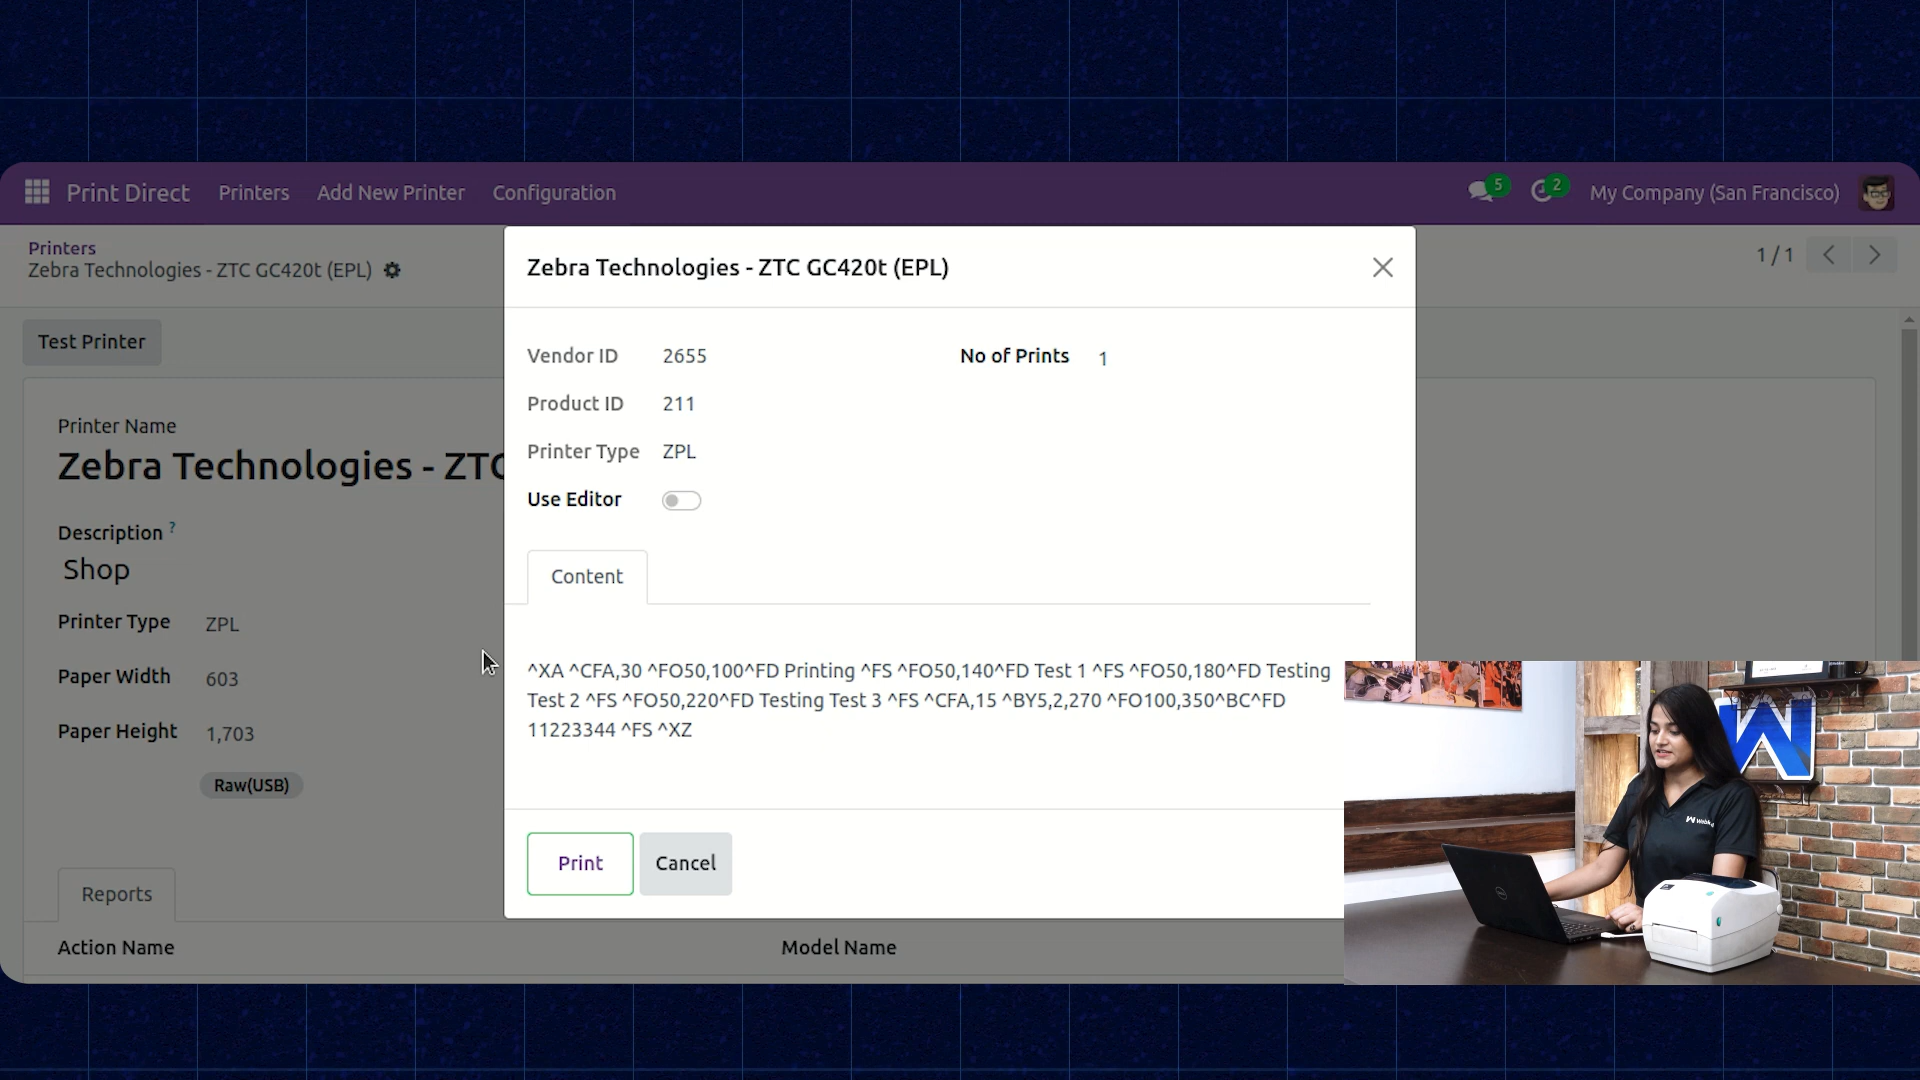 Print Direct Printers Add New Printer Configuration 5 2 My Company (San Francisco)
Printers
Zebra Technologies - ZTC GC420t (EPL)
1 / 1
Test Printer
Printer Name
Zebra Technologies - ZTC
Description ?
Shop
Printer Type ZPL
Paper Width 603
Paper Height 1,703
Raw(USB)
Reports
Action Name Model Name
Zebra Technologies - ZTC GC420t (EPL)
Vendor ID 2655 No of Prints 1
Product ID 211
Printer Type ZPL
Use Editor
Content
^XA ^CFA,30 ^FO50,100^FD Printing ^FS ^FO50,140^FD Test 1 ^FS ^FO50,180^FD Testing
Test 2 ^FS ^FO50,220^FD Testing Test 3 ^FS ^CFA,15 ^BY5,2,270 ^FO100,350^BC^FD
11223344 ^FS ^XZ
Print Cancel